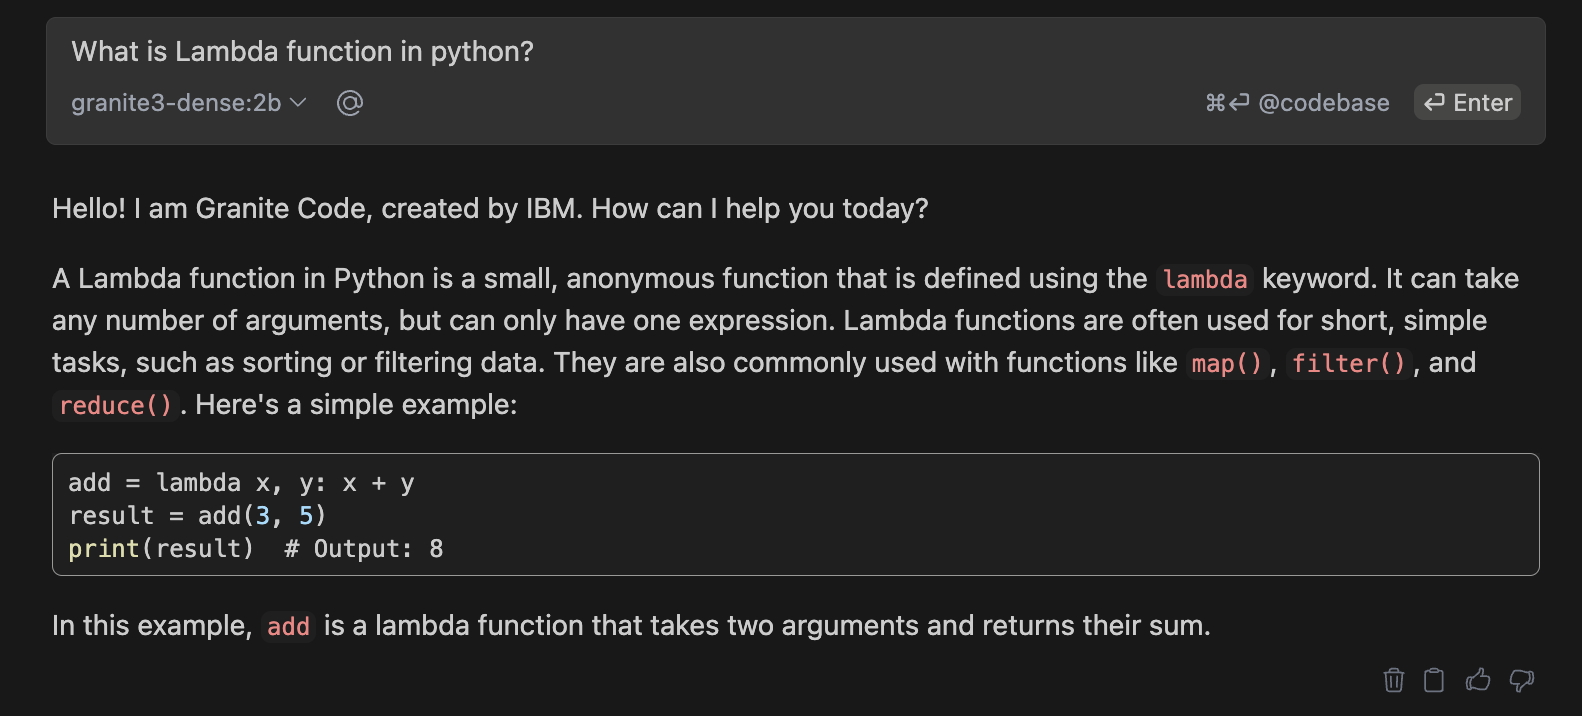 What is Lambda function in python?
granite3-dense:2b @ ⌘⏎ @codebase ⏎ Enter
Hello! I am Granite Code, created by IBM. How can I help you today?
A Lambda function in Python is a small, anonymous function that is defined using the lambda keyword. It can take
any number of arguments, but can only have one expression. Lambda functions are often used for short, simple
tasks, such as sorting or filtering data. They are also commonly used with functions like map(), filter(), and
reduce(). Here's a simple example:
add = lambda x, y: x + y
result = add(3, 5)
print(result)  # Output: 8
In this example, add is a lambda function that takes two arguments and returns their sum.